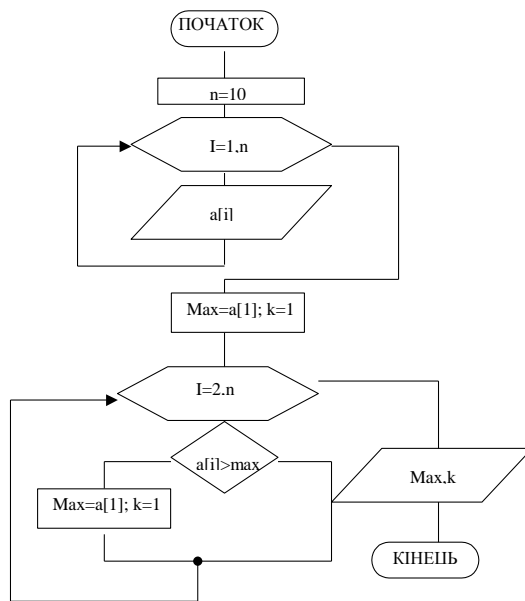 ПОЧАТОК
n=10
I=1,n
a[i]
Max=a[1]; k=1
I=2,n
a[i]>max
Max=a[1]; k=1
Max,k
КІНЕЦЬ